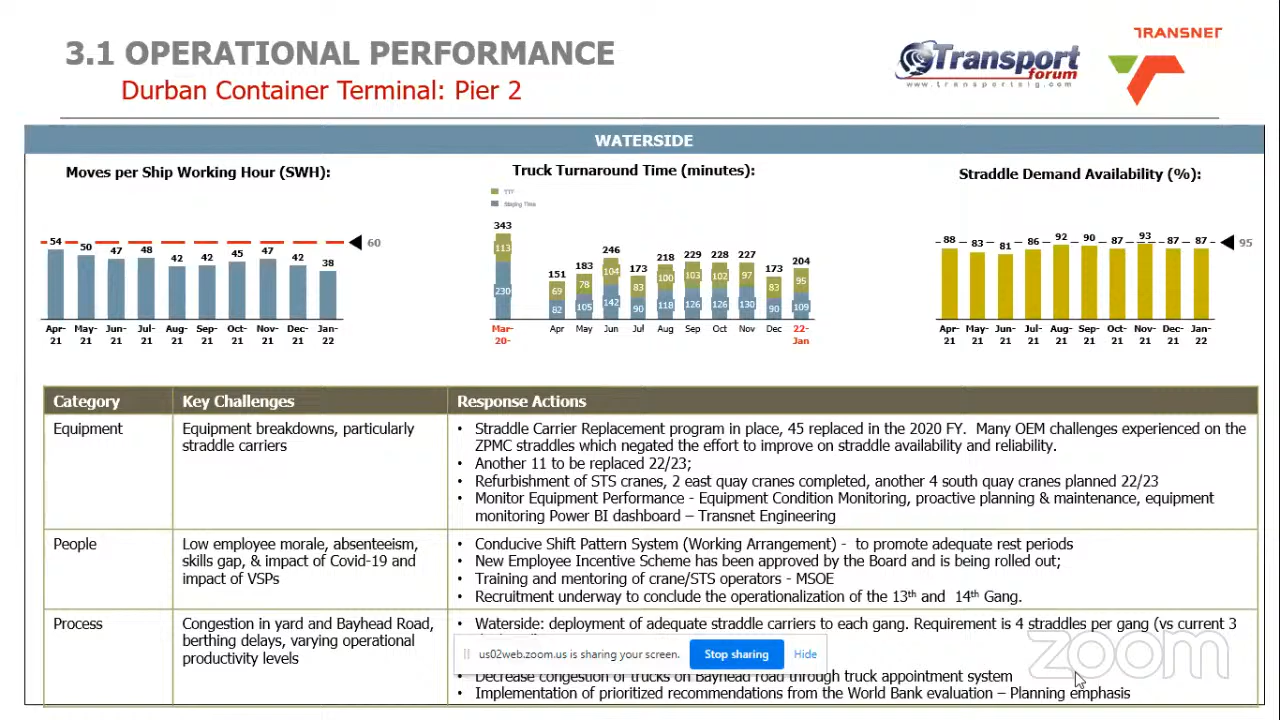 3.1 OPERATIONAL PERFORMANCE
Durban Container Terminal: Pier 2
Transport
forum
www.transportsig.com
TRANSNET
WATERSIDE
Moves per Ship Working Hour (SWH):
54 50 47 48 42 42 45 47 42 38
60
Apr-21 May-21 Jun-21 Jul-21 Aug-21 Sep-21 Oct-21 Nov-21 Dec-21 Jan-22
Truck Turnaround Time (minutes):
TTT
Staging Time
343 151 183 246 173 218 229 228 227 173 204
113 69 78 104 83 100 103 102 97 83 95
230 82 105 142 90 118 126 126 130 90 109
Mar-20- Apr May Jun Jul Aug Sep Oct Nov Dec 22-Jan
Straddle Demand Availability (%):
88 83 81 86 92 90 87 93 87 87
95
Apr-21 May-21 Jun-21 Jul-21 Aug-21 Sep-21 Oct-21 Nov-21 Dec-21 Jan-22
Category Key Challenges Response Actions
Equipment
Equipment breakdowns, particularly
straddle carriers
• Straddle Carrier Replacement program in place, 45 replaced in the 2020 FY. Many OEM challenges experienced on the
ZPMC straddles which negated the effort to improve on straddle availability and reliability.
• Another 11 to be replaced 22/23;
• Refurbishment of STS cranes, 2 east quay cranes completed, another 4 south quay cranes planned 22/23
• Monitor Equipment Performance - Equipment Condition Monitoring, proactive planning & maintenance, equipment
monitoring Power BI dashboard – Transnet Engineering
People
Low employee morale, absenteeism,
skills gap, & impact of Covid-19 and
impact of VSPs
• Conducive Shift Pattern System (Working Arrangement) - to promote adequate rest periods
• New Employee Incentive Scheme has been approved by the Board and is being rolled out;
• Training and mentoring of crane/STS operators - MSOE
• Recruitment underway to conclude the operationalization of the 13th and 14th Gang.
Process
Congestion in yard and Bayhead Road,
berthing delays, varying operational
productivity levels
• Waterside: deployment of adequate straddle carriers to each gang. Requirement is 4 straddles per gang (vs current 3
us02web.zoom.us is sharing your screen. Stop sharing Hide
• Decrease congestion of trucks on Bayhead road through truck appointment system
• Implementation of prioritized recommendations from the World Bank evaluation – Planning emphasis
zoom